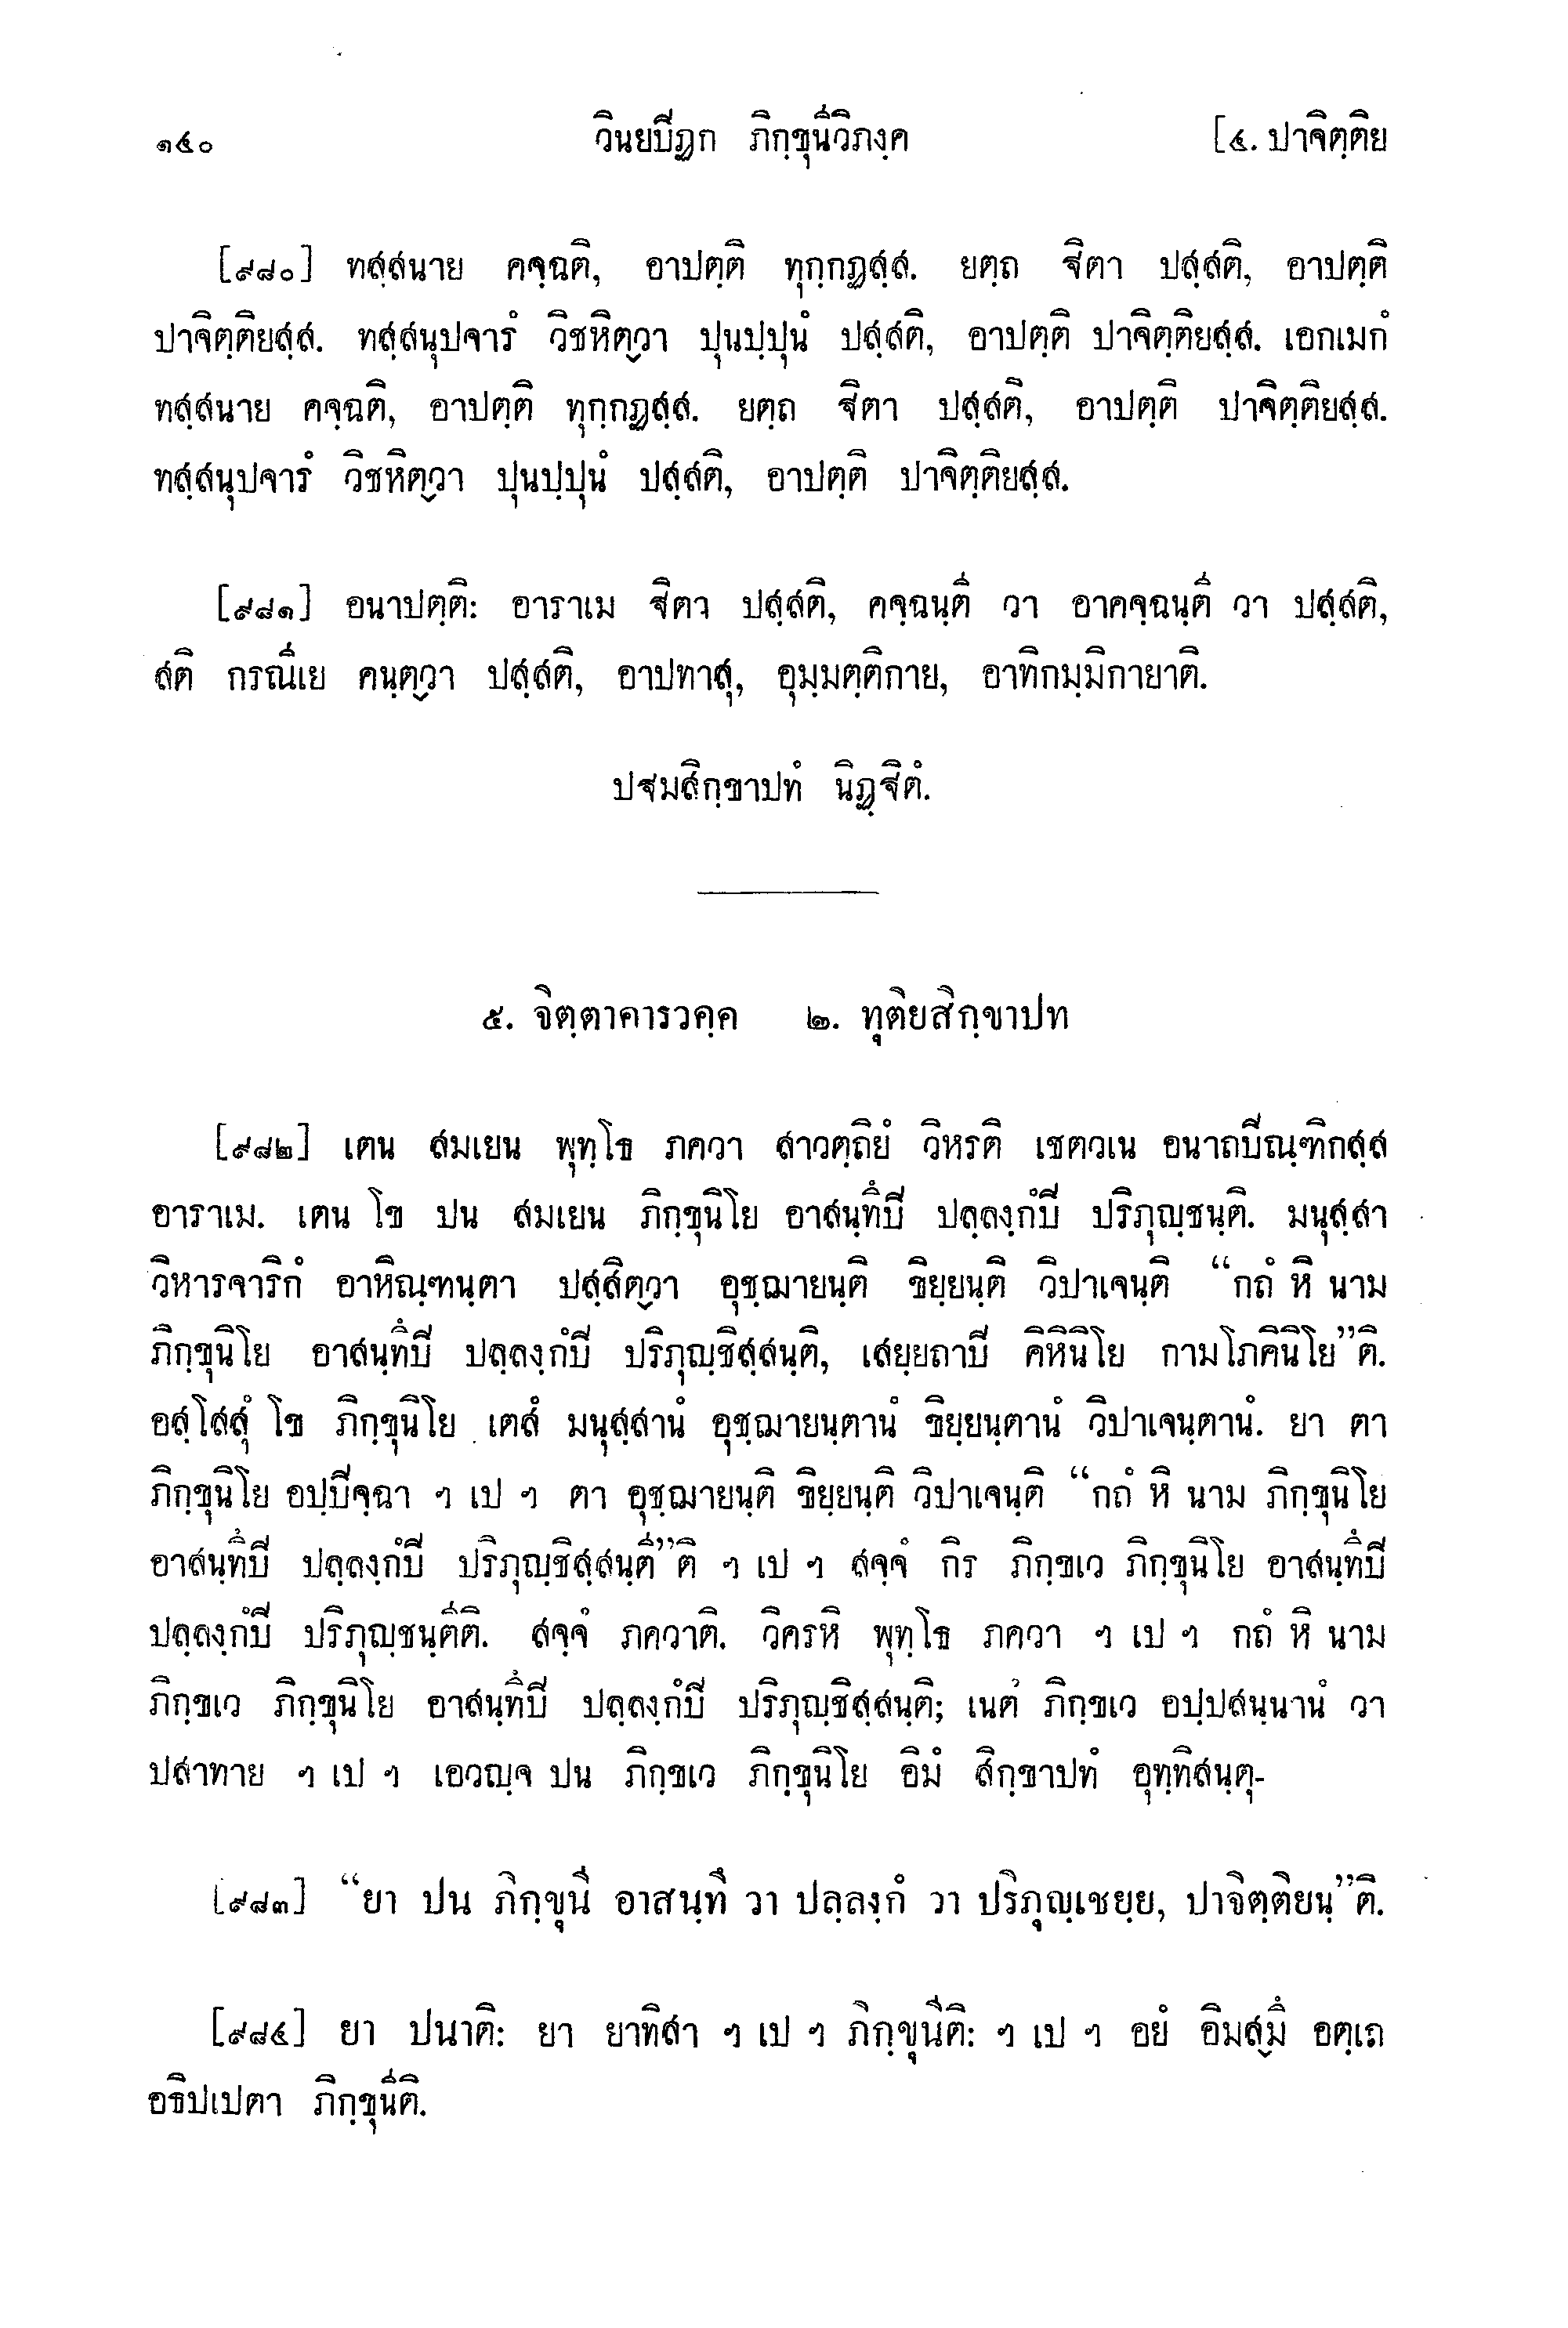 ๑๔๐ วินยปิฏก ภิกฺขุนีวิภงฺค [๔. ปาจิตฺติย
[๙๘๐] ทสฺสนาย คจฺฉติ, อาปตฺติ ทุกฺกฏสฺส. ยตฺถ ฐิตา ปสฺสติ, อาปตฺติ
ปาจิตฺติยสฺส. ทสฺสนุปจารํ วิชหิตฺวา ปุนปฺปุนํ ปสฺสติ, อาปตฺติ ปาจิตฺติยสฺส. เอกเมกํ
ทสฺสนาย คจฺฉติ, อาปตฺติ ทุกฺกฏสฺส. ยตฺถ ฐิตา ปสฺสติ, อาปตฺติ ปาจิตฺติยสฺส.
ทสฺสนุปจารํ วิชหิตฺวา ปุนปฺปุนํ ปสฺสติ, อาปตฺติ ปาจิตฺติยสฺส.
[๙๘๑] อนาปตฺติ: อาราเม ฐิตา ปสฺสติ, คจฺฉนฺตี วา อาคจฺฉนฺตี วา ปสฺสติ,
สติ กรณีเย คนฺตฺวา ปสฺสติ, อาปทาสุ, อุมฺมตฺติกาย, อาทิกมฺมิกายาติ.
ปฐมสิกฺขาปทํ นิฏฺฐิตํ.
๕. จิตฺตาคารวคฺค ๒. ทุติยสิกฺขาปท
[๙๘๒] เตน สมเยน พุทฺโธ ภควา สาวตฺถิยํ วิหรติ เชตวเน อนาถปิณฺฑิกสฺส
อาราเม. เตน โข ปน สมเยน ภิกฺขุนิโย อาสนฺทิํปิ ปลฺลงฺกํปิ ปริภุญฺชนฺติ. มนุสฺสา
วิหารจาริกํ อาหิณฺฑนฺตา ปสฺสิตฺวา อุชฺฌายนฺติ ขิยฺยนฺติ วิปาเจนฺติ “กถํ หิ นาม
ภิกฺขุนิโย อาสนฺทิํปิ ปลฺลงฺกํปิ ปริภุญฺชิสฺสนฺติ, เสยฺยถาปิ คิหินิโย กามโภคินิโย”ติ.
อสฺโสสุํ โข ภิกฺขุนิโย เตสํ มนุสฺสานํ อุชฺฌายนฺตานํ ขิยฺยนฺตานํ วิปาเจนฺตานํ. ยา ตา
ภิกฺขุนิโย อปฺปิจฺฉา ฯ เป ฯ ตา อุชฺฌายนฺติ ขิยฺยนฺติ วิปาเจนฺติ “กถํ หิ นาม ภิกฺขุนิโย
อาสนฺทิํปิ ปลฺลงฺกํปิ ปริภุญฺชิสฺสนฺตี”ติ ฯ เป ฯ สจฺจํ กิร ภิกฺขเว ภิกฺขุนิโย อาสนฺทิํปิ
ปลฺลงฺกํปิ ปริภุญฺชนฺตีติ. สจฺจํ ภควาติ. วิครหิ พุทฺโธ ภควา ฯ เป ฯ กถํ หิ นาม
ภิกฺขเว ภิกฺขุนิโย อาสนฺทิํปิ ปลฺลงฺกํปิ ปริภุญฺชิสฺสนฺติ; เนตํ ภิกฺขเว อปฺปสนฺนานํ วา
ปสาทาย ฯ เป ฯ เอวญฺจ ปน ภิกฺขเว ภิกฺขุนิโย อิมํ สิกฺขาปทํ อุทฺทิสนฺตุ-
[๙๘๓] “ยา ปน ภิกฺขุนี อาสนฺทิํ วา ปลฺลงฺกํ วา ปริภุญฺเชยฺย, ปาจิตฺติยนฺ”ติ.
[๙๘๔] ยา ปนาติ: ยา ยาทิสา ฯ เป ฯ ภิกฺขุนีติ: ฯ เป ฯ อยํ อิมสฺมิํ อตฺเถ
อธิปฺเปตา ภิกฺขุนีติ.